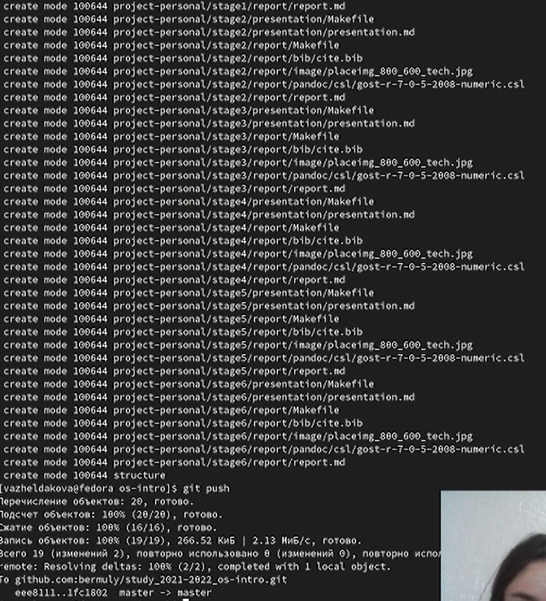 create mode 100644 project-personal/stage1/report/report.md
create mode 100644 project-personal/stage2/presentation/Makefile
create mode 100644 project-personal/stage2/presentation/presentation.md
create mode 100644 project-personal/stage2/report/Makefile
create mode 100644 project-personal/stage2/report/bib/cite.bib
create mode 100644 project-personal/stage2/report/image/placeimg_800_600_tech.jpg
create mode 100644 project-personal/stage2/report/pandoc/csl/gost-r-7-0-5-2008-numeric.csl
create mode 100644 project-personal/stage2/report/report.md
create mode 100644 project-personal/stage3/presentation/Makefile
create mode 100644 project-personal/stage3/presentation/presentation.md
create mode 100644 project-personal/stage3/report/Makefile
create mode 100644 project-personal/stage3/report/bib/cite.bib
create mode 100644 project-personal/stage3/report/image/placeimg_800_600_tech.jpg
create mode 100644 project-personal/stage3/report/pandoc/csl/gost-r-7-0-5-2008-numeric.csl
create mode 100644 project-personal/stage3/report/report.md
create mode 100644 project-personal/stage4/presentation/Makefile
create mode 100644 project-personal/stage4/presentation/presentation.md
create mode 100644 project-personal/stage4/report/Makefile
create mode 100644 project-personal/stage4/report/bib/cite.bib
create mode 100644 project-personal/stage4/report/image/placeimg_800_600_tech.jpg
create mode 100644 project-personal/stage4/report/pandoc/csl/gost-r-7-0-5-2008-numeric.csl
create mode 100644 project-personal/stage4/report/report.md
create mode 100644 project-personal/stage5/presentation/Makefile
create mode 100644 project-personal/stage5/presentation/presentation.md
create mode 100644 project-personal/stage5/report/Makefile
create mode 100644 project-personal/stage5/report/bib/cite.bib
create mode 100644 project-personal/stage5/report/image/placeimg_800_600_tech.jpg
create mode 100644 project-personal/stage5/report/pandoc/csl/gost-r-7-0-5-2008-numeric.csl
create mode 100644 project-personal/stage5/report/report.md
create mode 100644 project-personal/stage6/presentation/Makefile
create mode 100644 project-personal/stage6/presentation/presentation.md
create mode 100644 project-personal/stage6/report/Makefile
create mode 100644 project-personal/stage6/report/bib/cite.bib
create mode 100644 project-personal/stage6/report/image/placeimg_800_600_tech.jpg
create mode 100644 project-personal/stage6/report/pandoc/csl/gost-r-7-0-5-2008-numeric.csl
create mode 100644 project-personal/stage6/report/report.md
create mode 100644 structure
[vazheldakova@fedora os-intro]$ git push
Перечисление объектов: 20, готово.
Подсчет объектов: 100% (20/20), готово.
Сжатие объектов: 100% (16/16), готово.
Запись объектов: 100% (19/19), 266.52 КиБ | 2.13 МиБ/с, готово.
Всего 19 (изменений 2), повторно использовано 0 (изменений 0), повторно испол
remote: Resolving deltas: 100% (2/2), completed with 1 local object.
To github.com:bermuly/study_2021-2022_os-intro.git
eee8111..1fc1802 master -> master